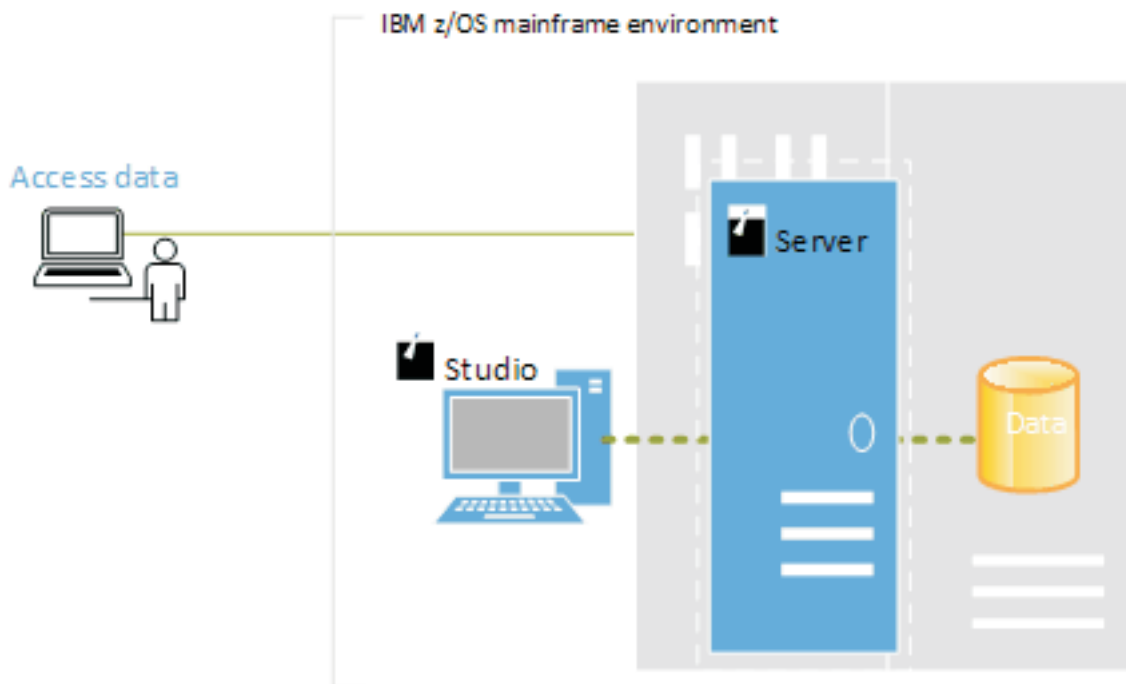 IBM z/OS mainframe environment
Access data
Server
Studio
Data